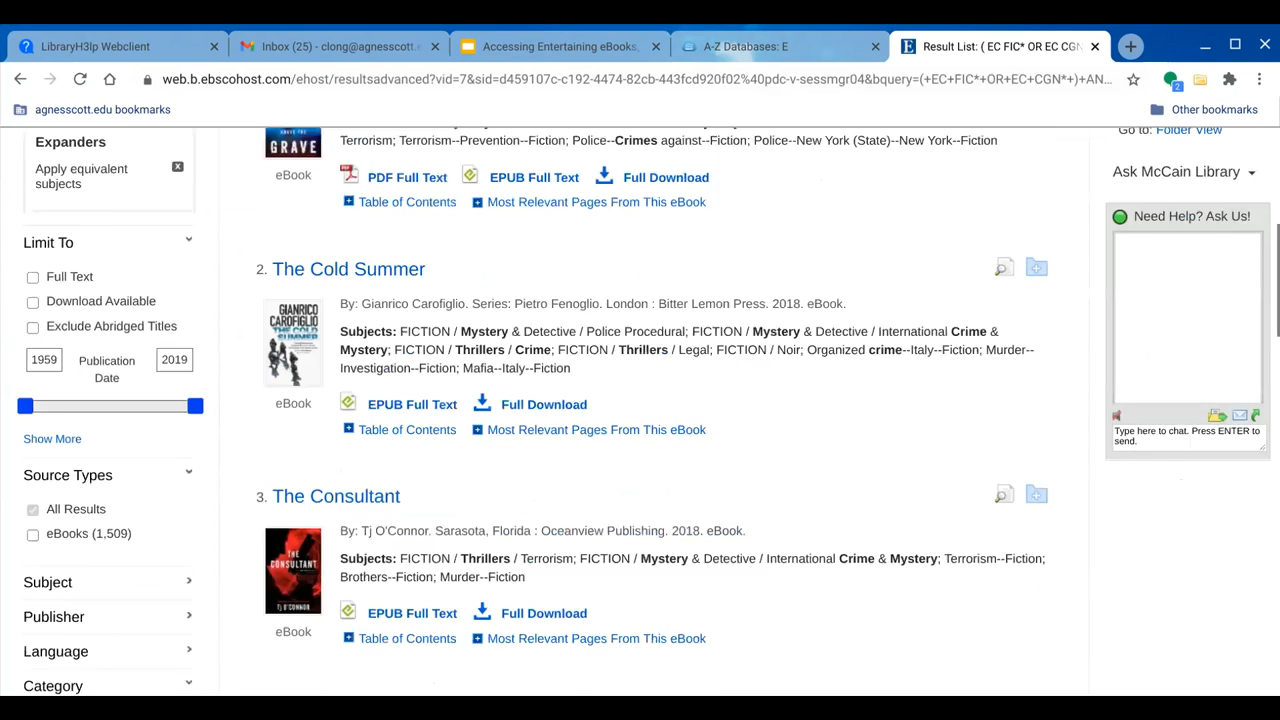 LibraryH3lp Webclient
Inbox (25) - clong@agnesscott.e
Accessing Entertaining eBooks,
A-Z Databases: E
Result List: ( EC FIC* OR EC CGN
web.b.ebscohost.com/ehost/resultsadvanced?vid=7&sid=d459107c-c192-4474-82cb-443fcd920f02%40pdc-v-sessmgr04&bquery=(+EC+FIC*+OR+EC+CGN*+)+AN...
2
agnesscott.edu bookmarks
Other bookmarks
Expanders
Apply equivalent
subjects
Limit To
Full Text
Download Available
Exclude Abridged Titles
1959
Publication
Date
2019
Show More
Source Types
All Results
eBooks (1,509)
Subject
Publisher
Language
Category
GRAVE
eBook
Terrorism; Terrorism--Prevention--Fiction; Police--Crimes against--Fiction; Police--New York (State)--New York--Fiction
PDF Full Text EPUB Full Text Full Download
Table of Contents Most Relevant Pages From This eBook
2. The Cold Summer
GIANRICO
CAROFIGLIO
THE COLD
SUMMER
eBook
By: Gianrico Carofiglio. Series: Pietro Fenoglio. London : Bitter Lemon Press. 2018. eBook.
Subjects: FICTION / Mystery & Detective / Police Procedural; FICTION / Mystery & Detective / International Crime &
Mystery; FICTION / Thrillers / Crime; FICTION / Thrillers / Legal; FICTION / Noir; Organized crime--Italy--Fiction; Murder--
Investigation--Fiction; Mafia--Italy--Fiction
EPUB Full Text Full Download
Table of Contents Most Relevant Pages From This eBook
3. The Consultant
THE
CONSULTANT
TJ O'CONNOR
eBook
By: Tj O'Connor. Sarasota, Florida : Oceanview Publishing. 2018. eBook.
Subjects: FICTION / Thrillers / Terrorism; FICTION / Mystery & Detective / International Crime & Mystery; Terrorism--Fiction;
Brothers--Fiction; Murder--Fiction
EPUB Full Text Full Download
Table of Contents Most Relevant Pages From This eBook
Go to: Folder View
Ask McCain Library
Need Help? Ask Us!
Type here to chat. Press ENTER to
send.